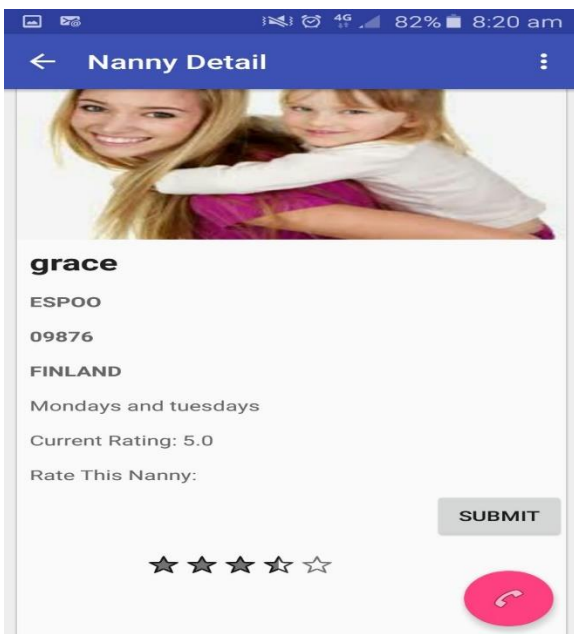 4G 82% 8:20 am
Nanny Detail
grace
ESPOO
09876
FINLAND
Mondays and tuesdays
Current Rating: 5.0
Rate This Nanny:
SUBMIT